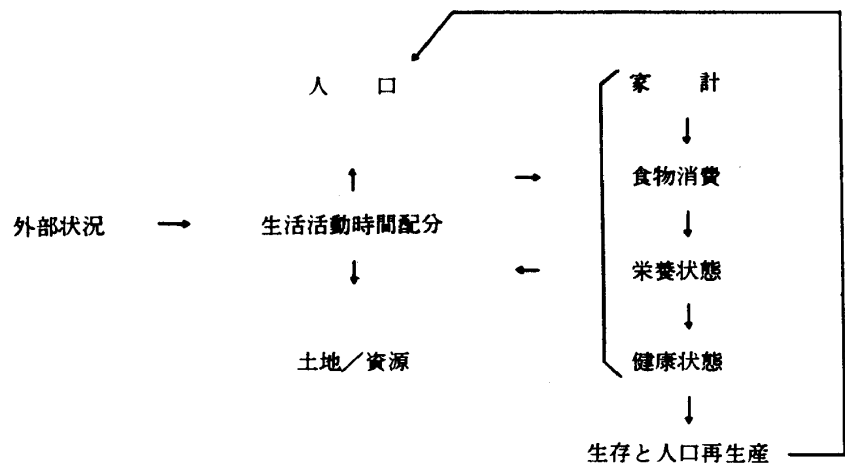 人　口
家　計
食物消費
外部状況
生活活動時間配分
栄養状態
土地／資源
健康状態
生存と人口再生産